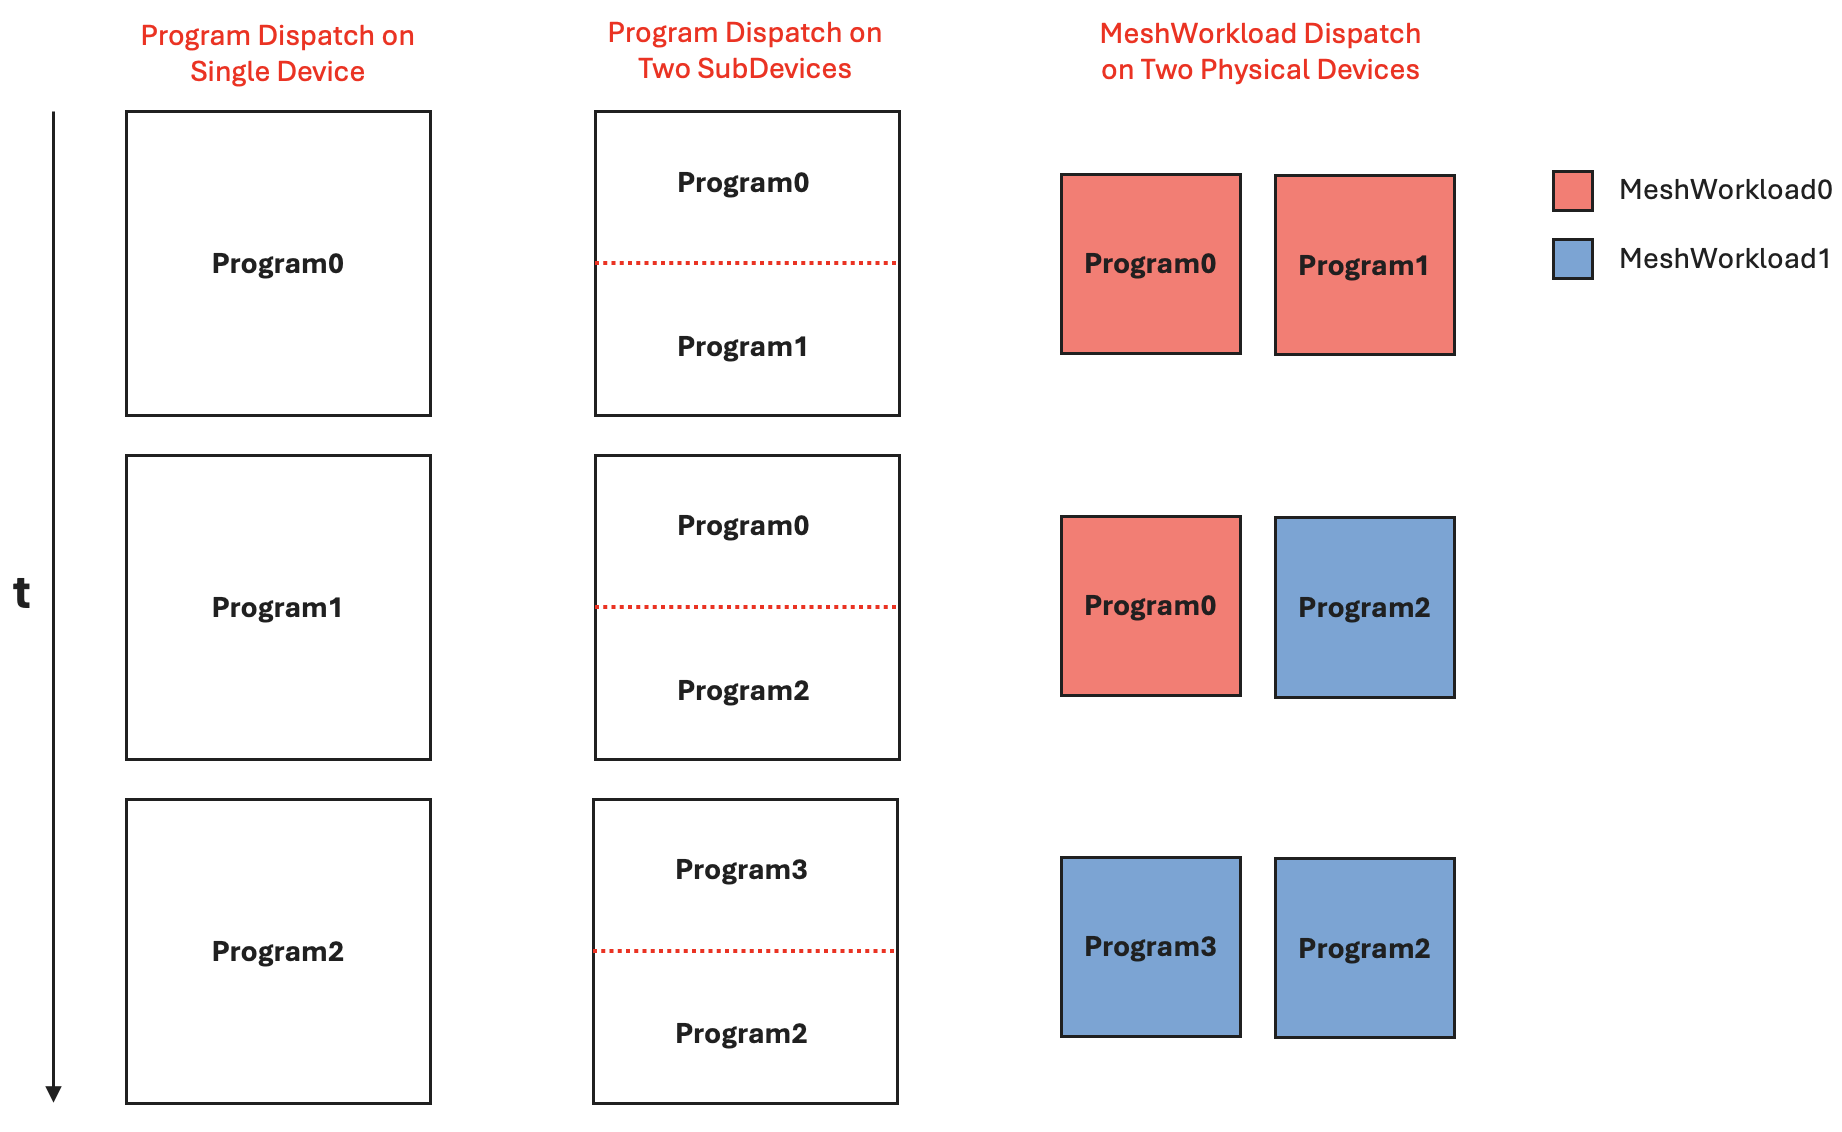 Program Dispatch on
Single Device
Program Dispatch on
Two SubDevices
MeshWorkload Dispatch
on Two Physical Devices
t
Program0
Program0
Program1
Program0
Program1
MeshWorkload0
MeshWorkload1
Program1
Program0
Program2
Program0
Program2
Program2
Program3
Program2
Program3
Program2